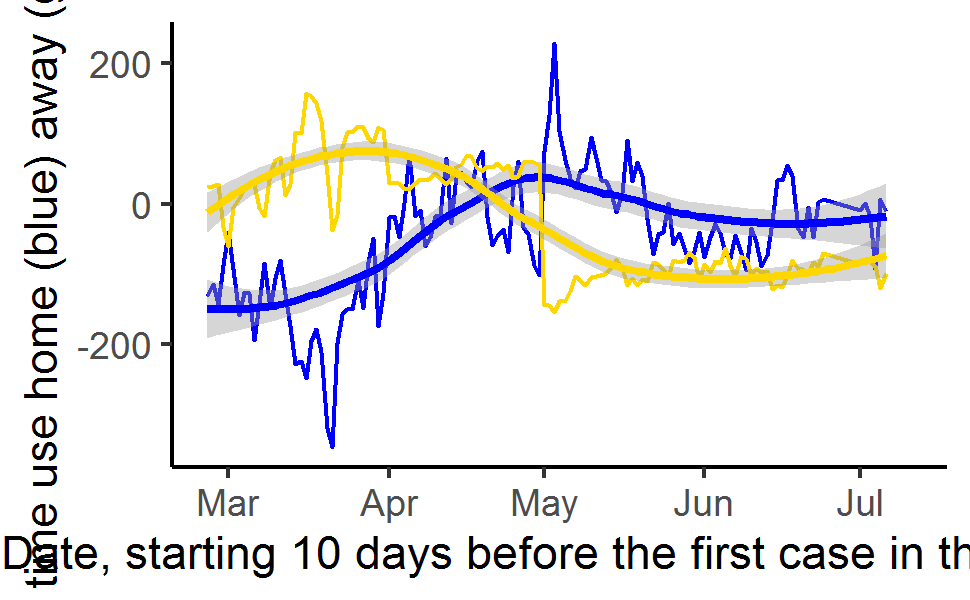 time use home (blue) away (
200
0
-200
Mar Apr May Jun Jul
Date, starting 10 days before the first case in th